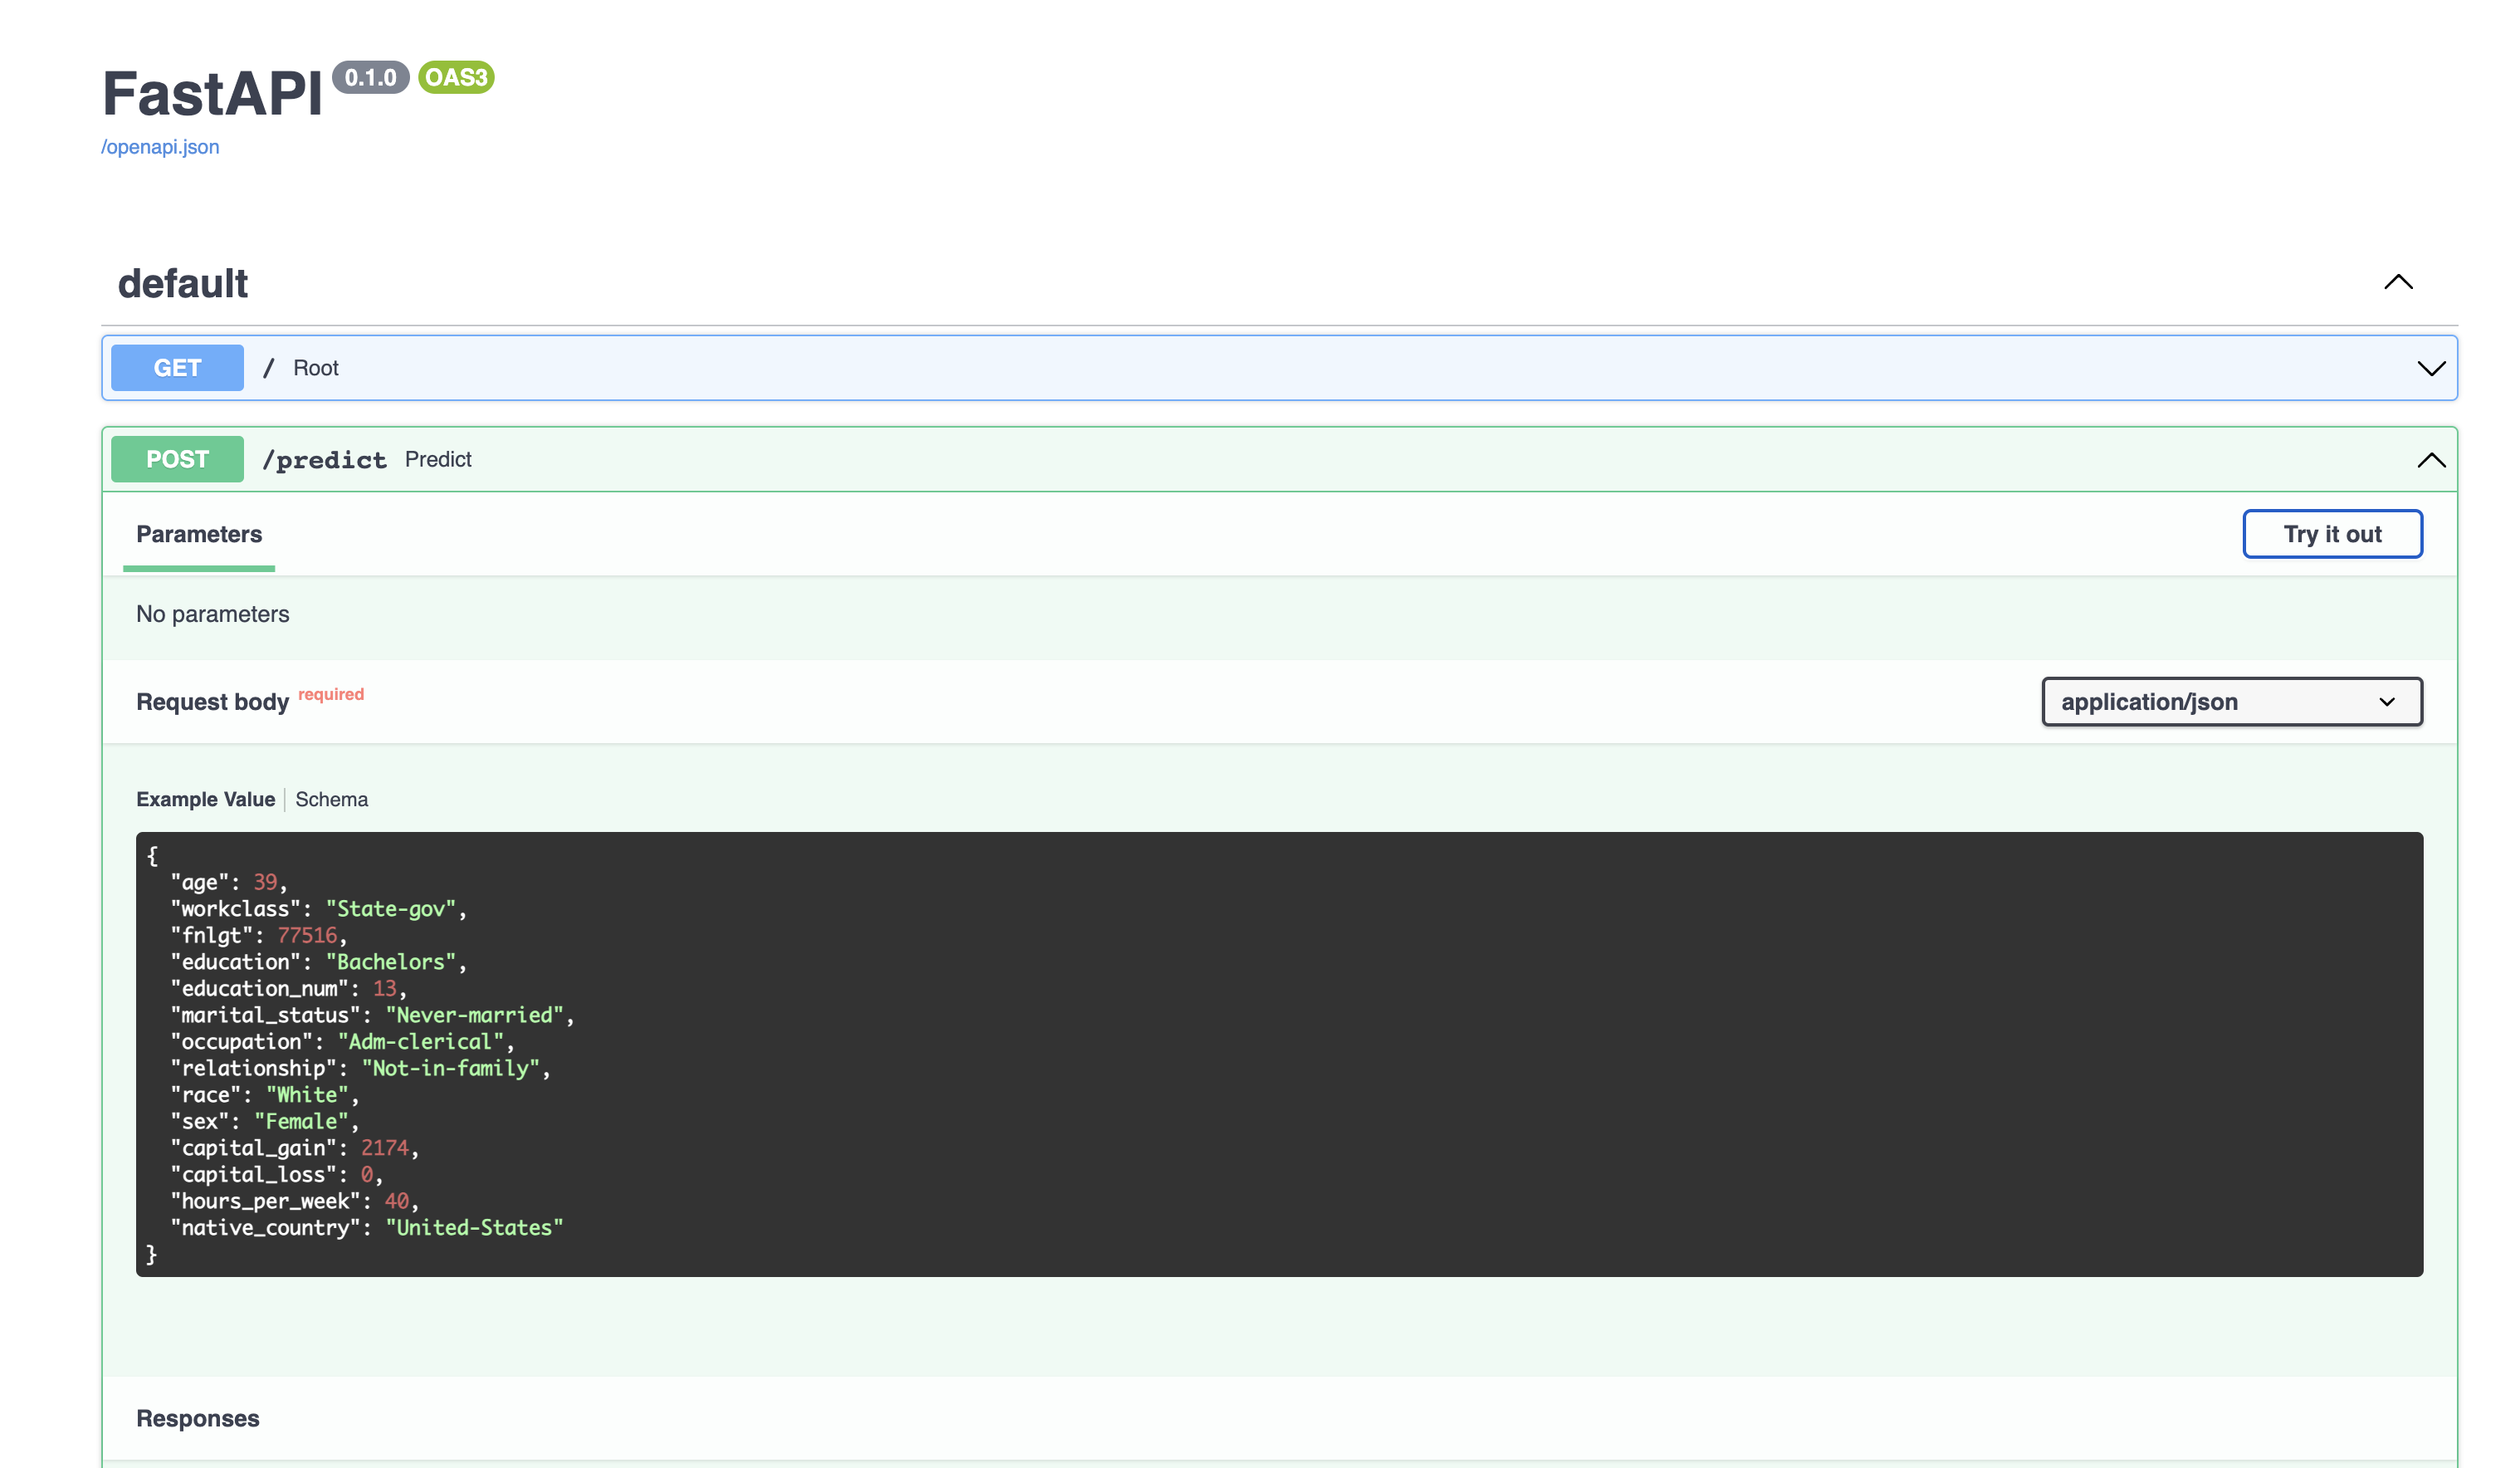 FastAPI 0.1.0 OAS3
/openapi.json
default
GET / Root
POST /predict Predict
Parameters Try it out
No parameters
Request body required application/json
Example Value Schema
{
"age": 39,
"workclass": "State-gov",
"fnlgt": 77516,
"education": "Bachelors",
"education_num": 13,
"marital_status": "Never-married",
"occupation": "Adm-clerical",
"relationship": "Not-in-family",
"race": "White",
"sex": "Female",
"capital_gain": 2174,
"capital_loss": 0,
"hours_per_week": 40,
"native_country": "United-States"
}
Responses